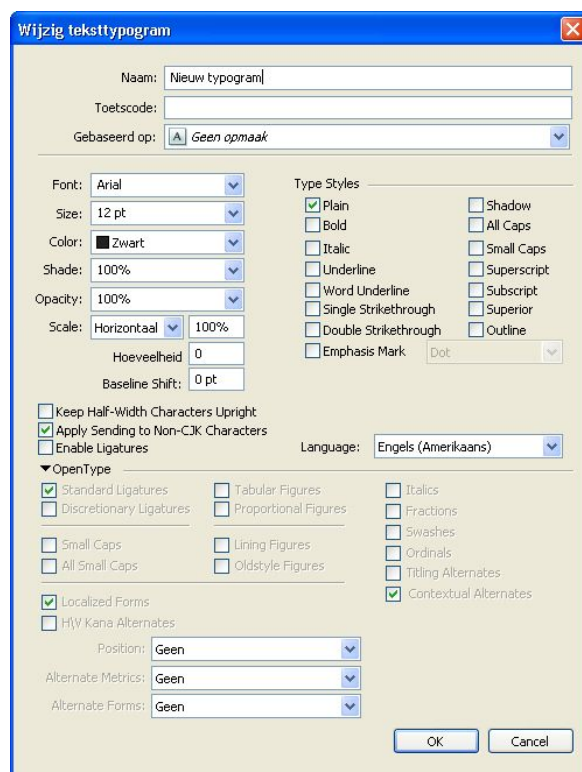 Wijzig teksttypogram
Naam: Nieuw typogram
Toetscode:
Gebaseerd op: A Geen opmaak
Font: Arial
Size: 12 pt
Color: Zwart
Shade: 100%
Opacity: 100%
Scale: Horizontaal 100%
Hoeveelheid 0
Baseline Shift: 0 pt
Type Styles
Plain
Bold
Italic
Underline
Word Underline
Single Strikethrough
Double Strikethrough
Emphasis Mark Dot
Shadow
All Caps
Small Caps
Superscript
Subscript
Superior
Outline
Keep Half-Width Characters Upright
Apply Sending to Non-CJK Characters
Enable Ligatures
Language: Engels (Amerikaans)
OpenType
Standard Ligatures
Discretionary Ligatures
Tabular Figures
Proportional Figures
Small Caps
All Small Caps
Lining Figures
Oldstyle Figures
Italics
Fractions
Swashes
Ordinals
Titling Alternates
Contextual Alternates
Localized Forms
H\V Kana Alternates
Position: Geen
Alternate Metrics: Geen
Alternate Forms: Geen
OK Cancel